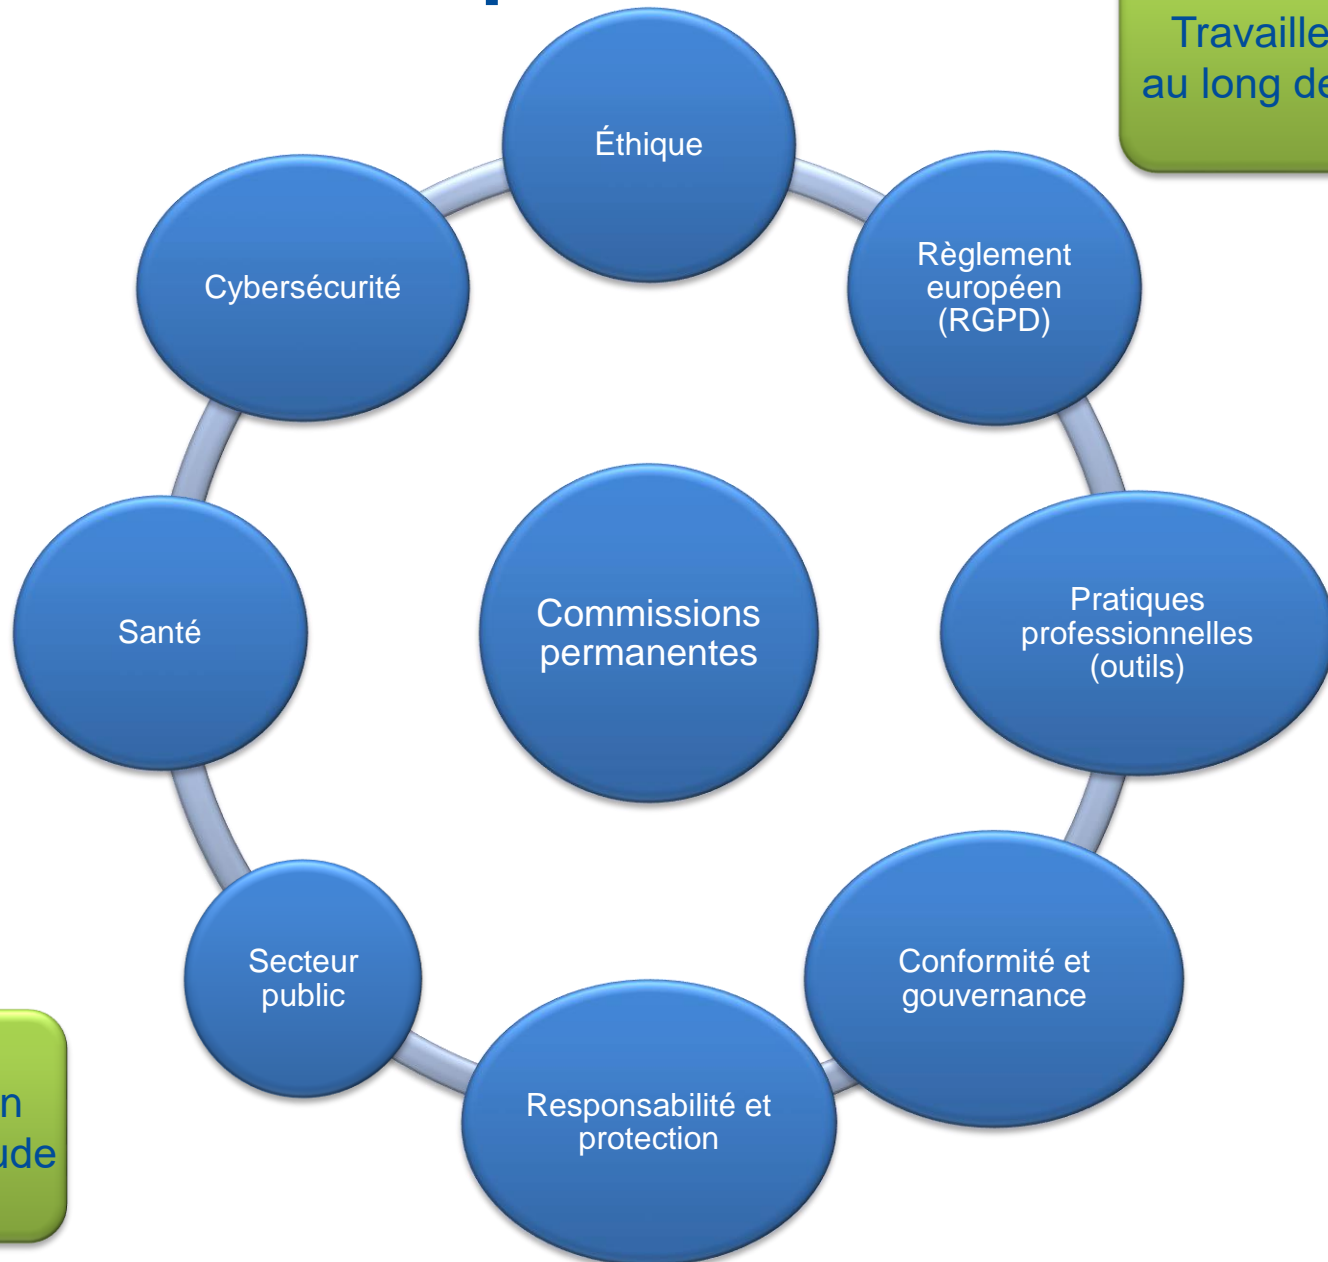 Travaille
au long de
Éthique
Règlement
européen
(RGPD)
Cybersécurité
Pratiques
professionnelles
(outils)
Commissions
permanentes
Santé
Conformité et
gouvernance
Secteur
public
Responsabilité et
protection